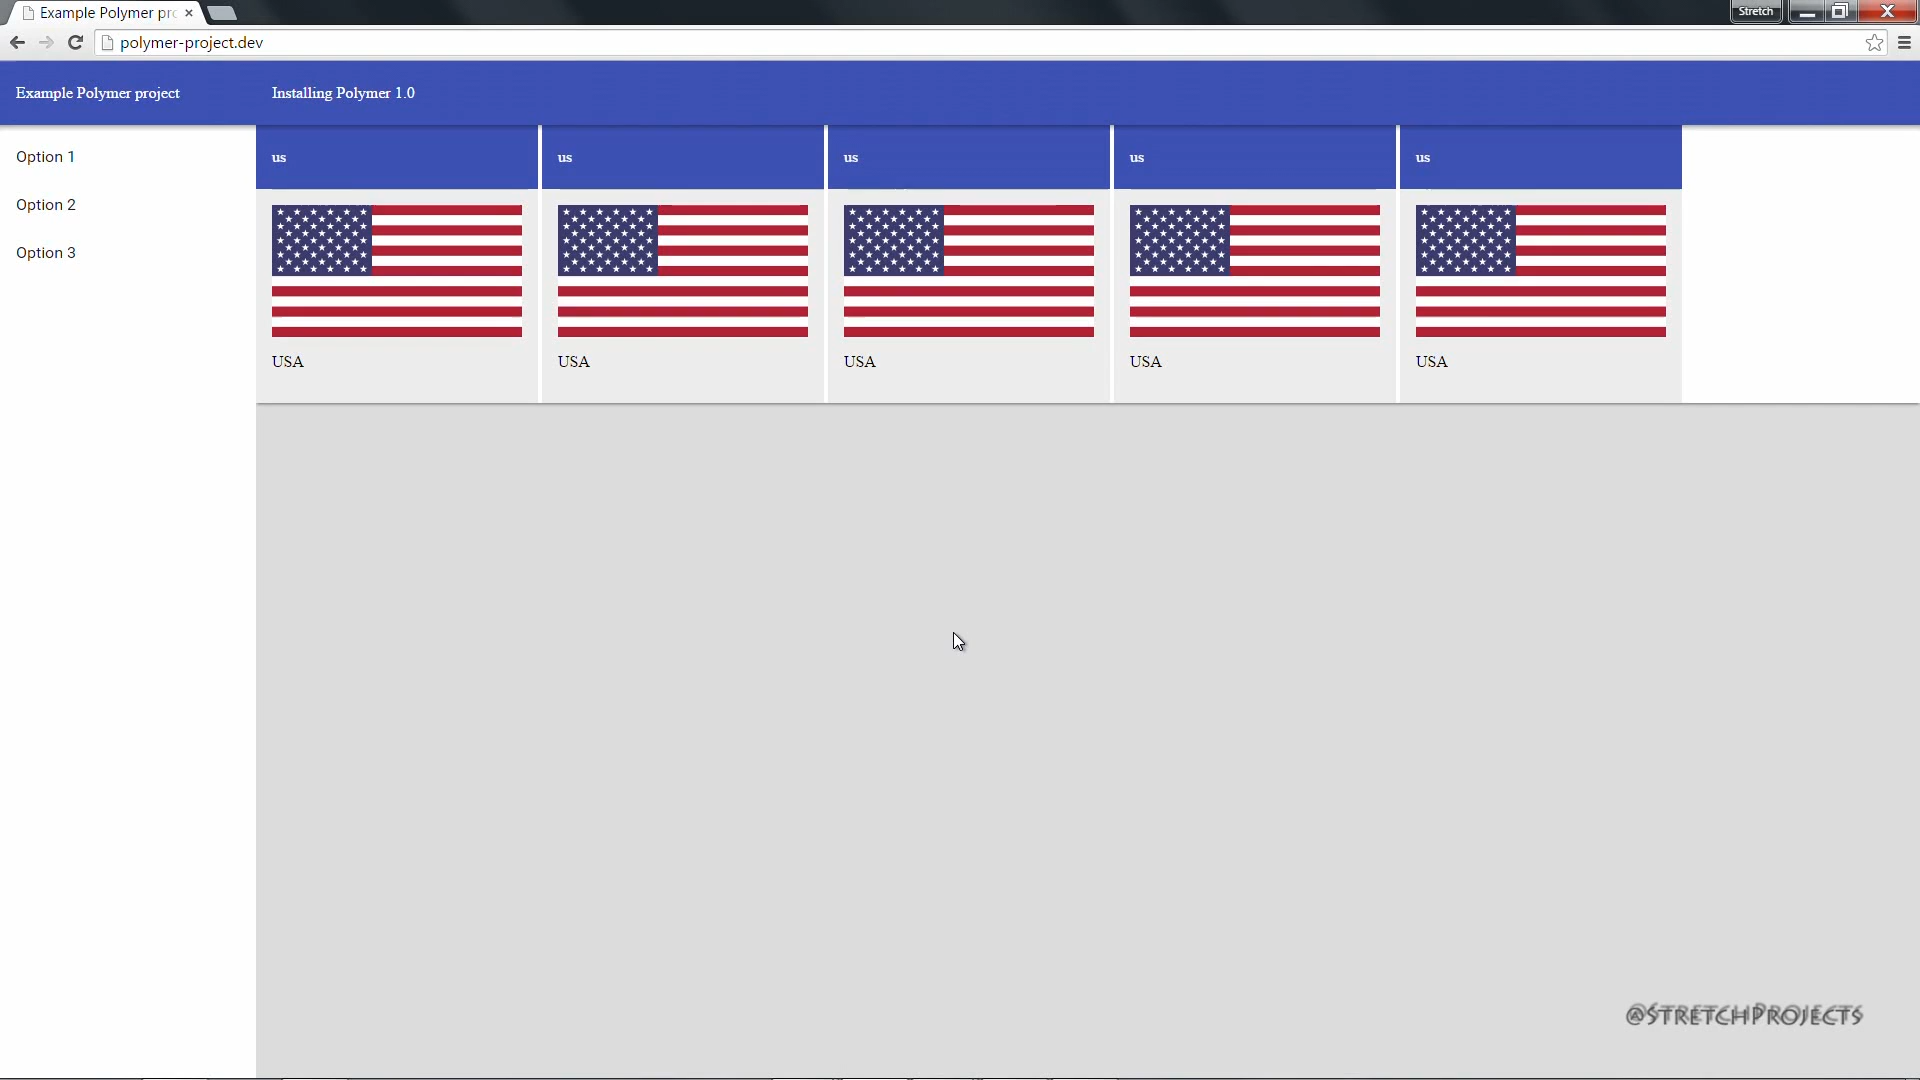 Example Polymer pro
Stretch
polymer-project.dev
Example Polymer project
Installing Polymer 1.0
Option 1
Option 2
Option 3
us
us
us
us
us
USA
USA
USA
USA
USA
@StretchProjects